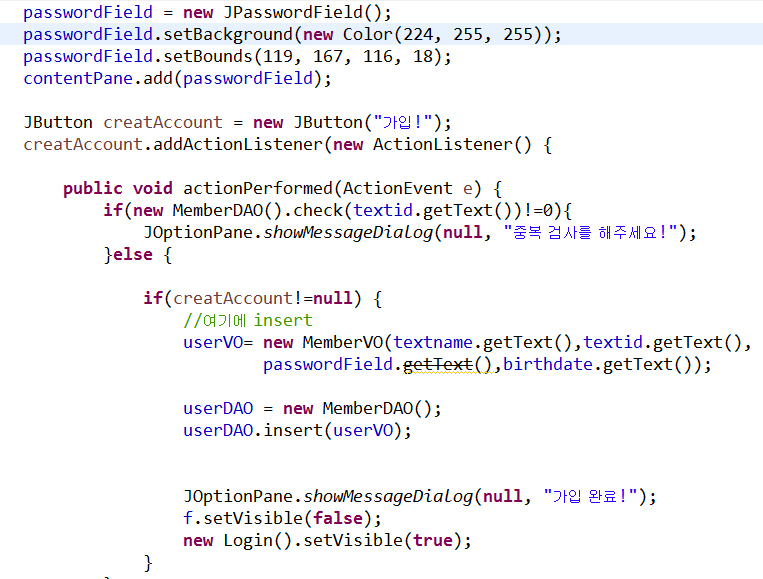 passwordField = new JPasswordField();
passwordField.setBackground(new Color(224, 255, 255));
passwordField.setBounds(119, 167, 116, 18);
contentPane.add(passwordField);
JButton creatAccount = new JButton("가입!");
creatAccount.addActionListener(new ActionListener() {
public void actionPerformed(ActionEvent e) {
if(new MemberDAO().check(textid.getText())!=0){
JOptionPane.showMessageDialog(null, "중복 검사를 해주세요!");
}else {
if(creatAccount!=null) {
//여기에 insert
userVO= new MemberVO(textname.getText(),textid.getText(),
passwordField.getText(),birthdate.getText());
userDAO = new MemberDAO();
userDAO.insert(userVO);
JOptionPane.showMessageDialog(null, "가입 완료!");
f.setVisible(false);
new Login().setVisible(true);
}